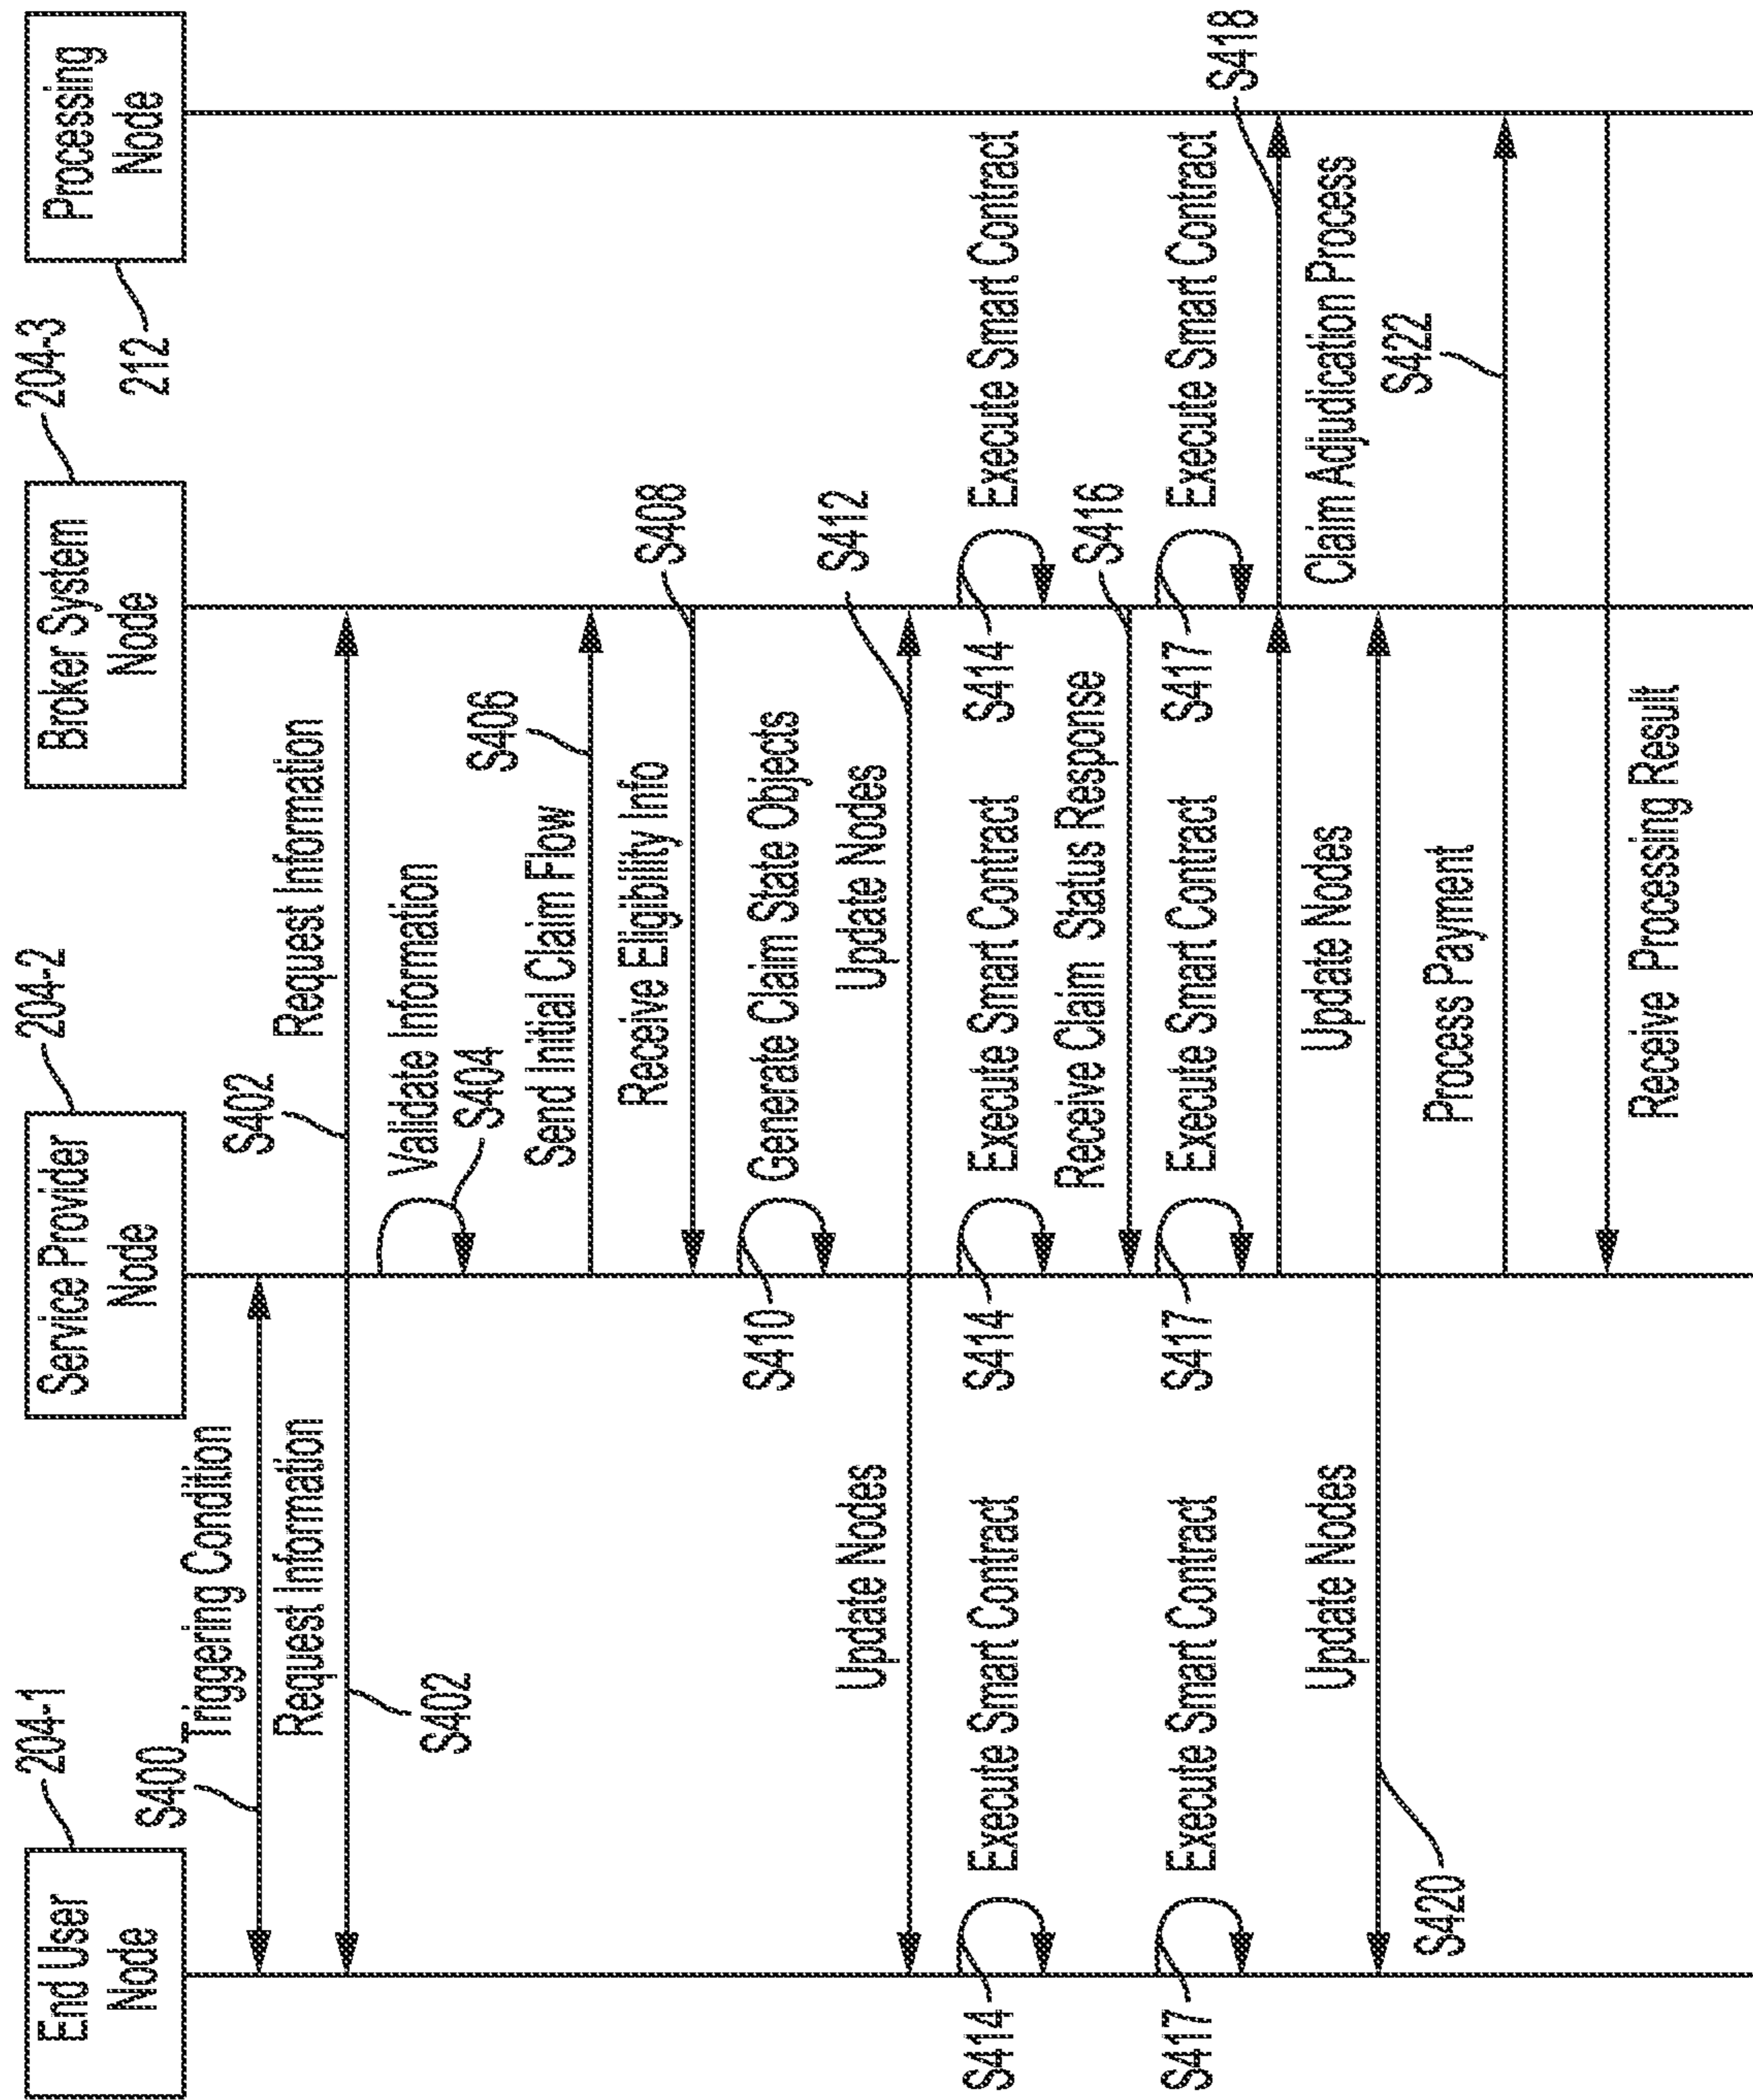 End User
Node
204-1
Service Provider
Node
204-2
Broker System
Node
204-3
Processing
Node
212
S400
Triggering Condition
Request Information
S402
S402
Request Information
Validate Information
S404
Send Initial Claim Flow
S406
Receive Eligibility Info
S408
Generate Claim State Objects
S410
Update Nodes
Update Nodes
S412
S414
Execute Smart Contract
S414
Execute Smart Contract
S414
Execute Smart Contract
Receive Claim Status Response
S416
S417
Execute Smart Contract
S417
Execute Smart Contract
S417
Execute Smart Contract
S418
Claim Adjudication Process
Update Nodes
Update Nodes
S420
Process Payment
S422
Receive Processing Result